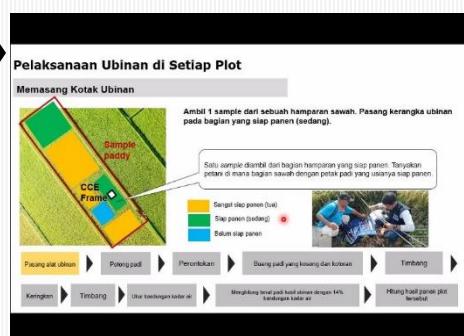 Pelaksanaan Ubinan di Setiap Plot
Memasang Kotak Ubinan
Ambil 1 sample dari sebuah hamparan sawah. Pasang kerangka ubinan
pada bagian yang siap panen (sedang).
Sample
paddy
CCE
Frame
Satu sample diambil dari bagian hamparan yang siap panen. Tanyakan
petani di mana bagian sawah dengan petak padi yang usianya siap panen.
Sangat siap panen (tua)
Siap panen (sedang)
Belum siap panen
Pasang alat ubinan
Potong padi
Perontokan
Buang padi yang kosong dan kotoran
Timbang
Keringkan
Timbang
Ukur kandungan kadar air
Menghitung berat padi hasil ubinan dengan 14%
kandungan kadar air
Hitung hasil panen plot
tersebut